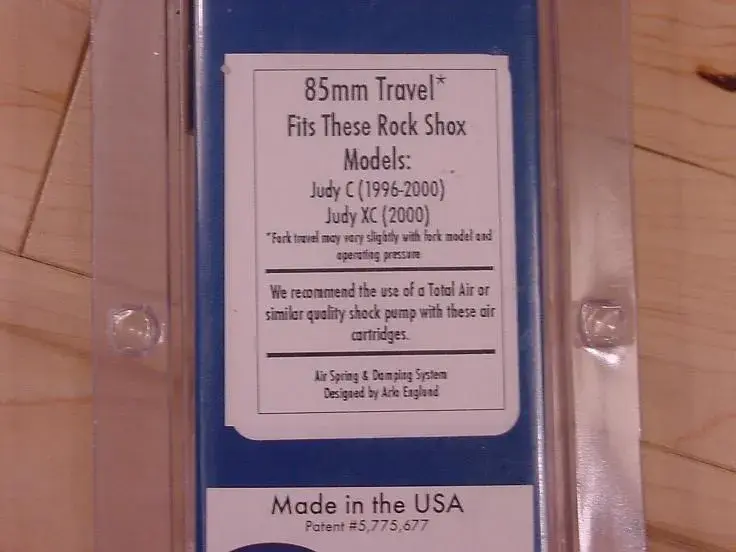 85mm Travel*
Fits These Rock Shox
Models:
Judy C (1996-2000)
Judy XC (2000)
*Fork travel may vary slightly with fork model and
operating pressure
We recommend the use of a Total Air or
similar quality shock pump with these air
cartridges.
Air Spring & Damping System
Designed by Arlo Englund
Made in the USA
Patent #5,775,677